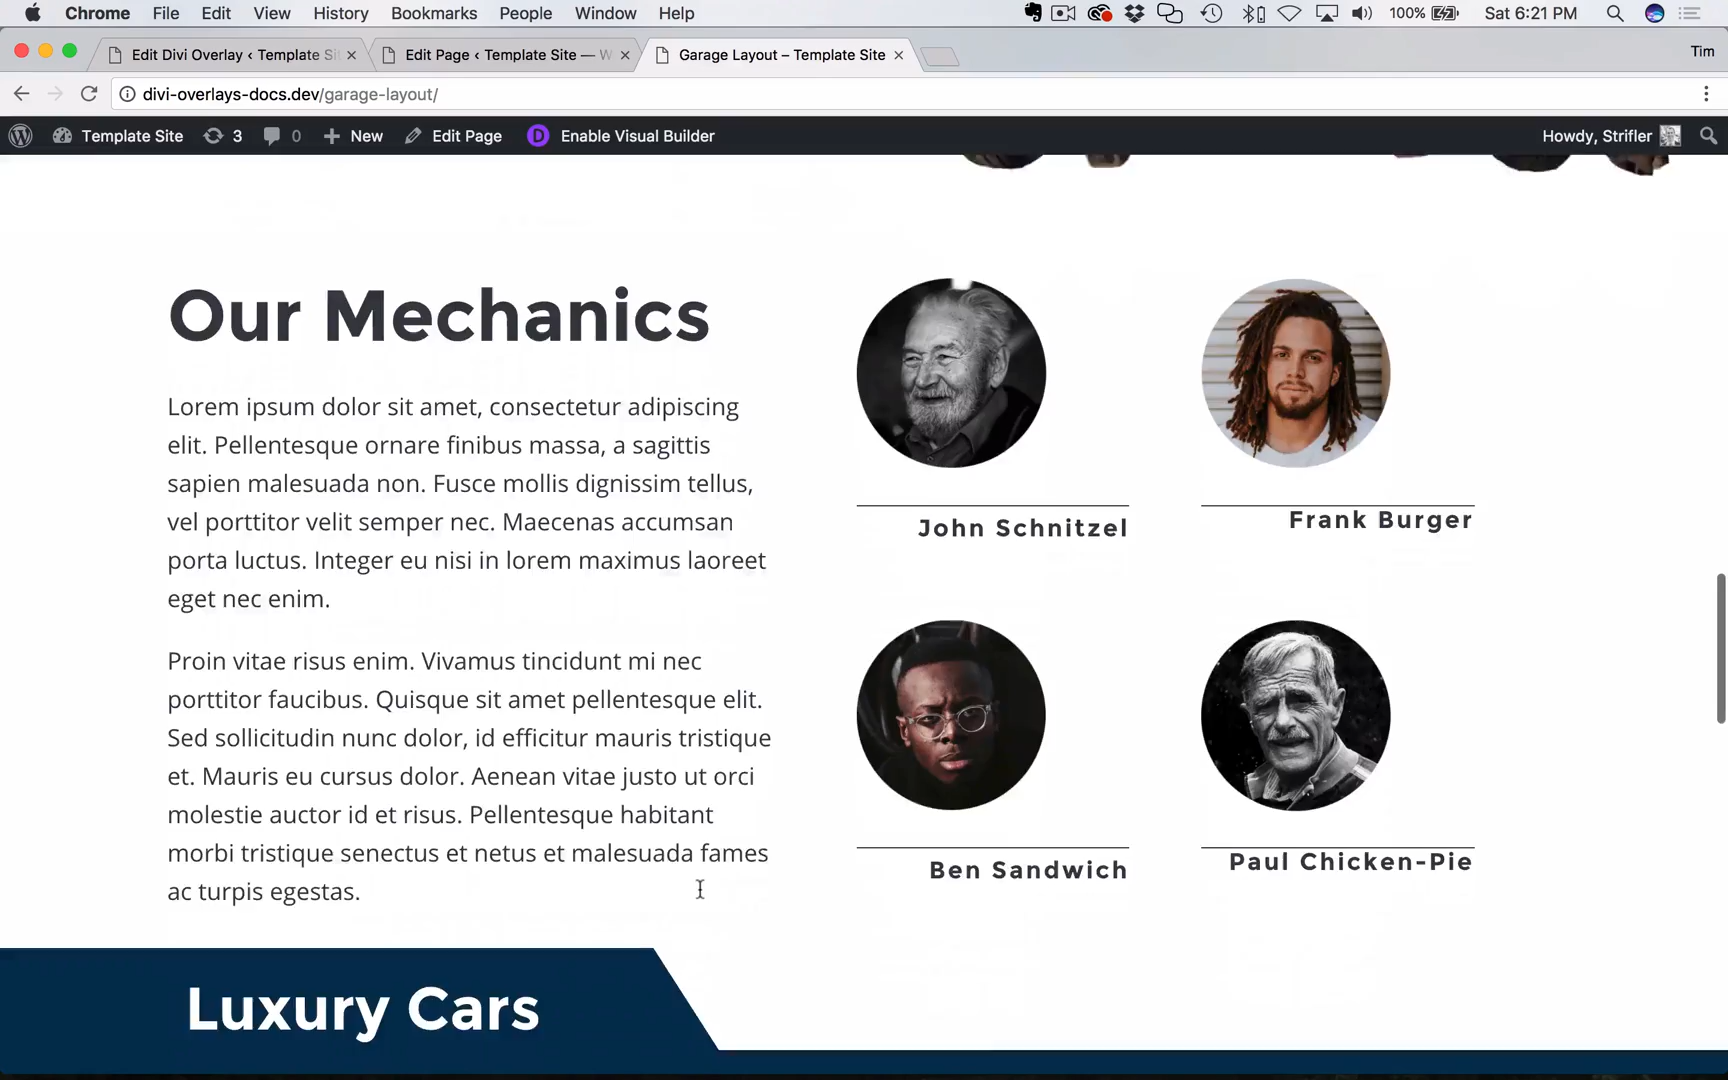 Chrome File Edit View History Bookmarks People Window Help 100% Sat 6:21 PM
Edit Divi Overlay ‹ Template Si Edit Page ‹ Template Site — W Garage Layout – Template Site Tim
divi-overlays-docs.dev/garage-layout/
Template Site 3 0 New Edit Page D Enable Visual Builder Howdy, Strifler
Our Mechanics
Lorem ipsum dolor sit amet, consectetur adipiscing
elit. Pellentesque ornare finibus massa, a sagittis
sapien malesuada non. Fusce mollis dignissim tellus,
vel porttitor velit semper nec. Maecenas accumsan
porta luctus. Integer eu nisi in lorem maximus laoreet
eget nec enim.
Proin vitae risus enim. Vivamus tincidunt mi nec
porttitor faucibus. Quisque sit amet pellentesque elit.
Sed sollicitudin nunc dolor, id efficitur mauris tristique
et. Mauris eu cursus dolor. Aenean vitae justo ut orci
molestie auctor id et risus. Pellentesque habitant
morbi tristique senectus et netus et malesuada fames
ac turpis egestas.
John Schnitzel
Frank Burger
Ben Sandwich
Paul Chicken-Pie
Luxury Cars